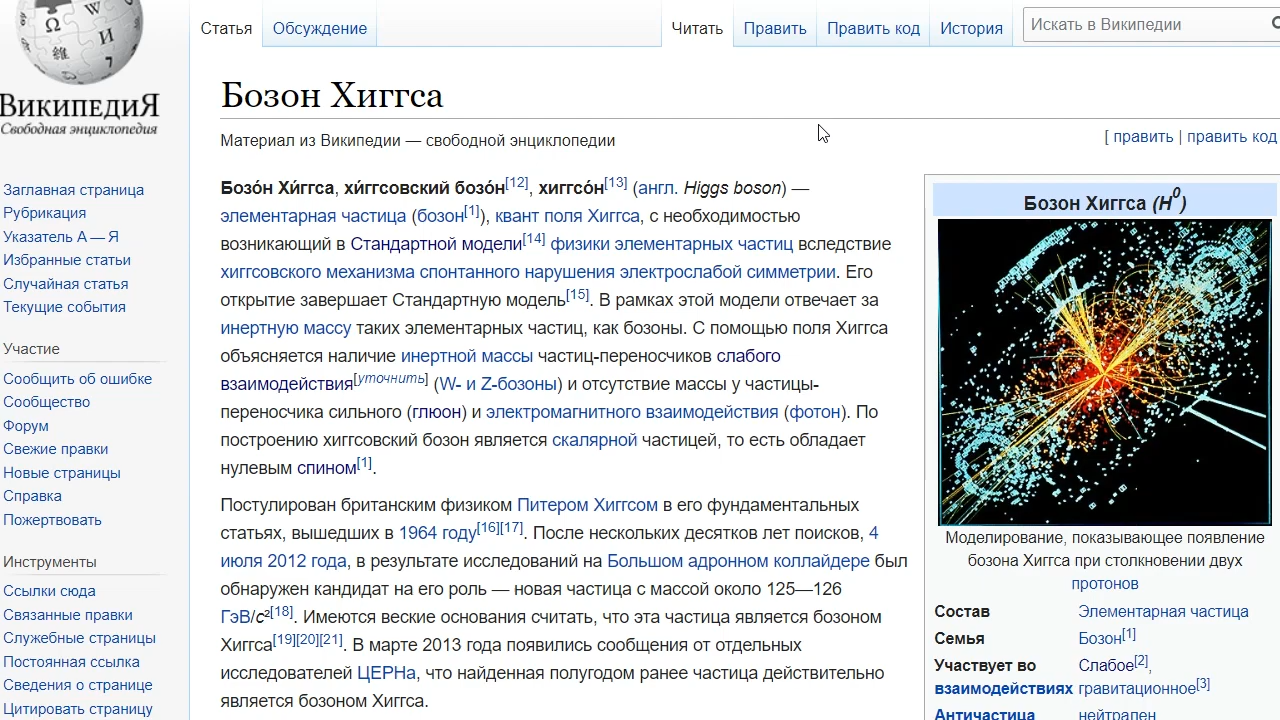 ВИКИПЕДИЯ
Свободная энциклопедия
Заглавная страница
Рубрикация
Указатель А — Я
Избранные статьи
Случайная статья
Текущие события
Участие
Сообщить об ошибке
Сообщество
Форум
Свежие правки
Новые страницы
Справка
Пожертвовать
Инструменты
Ссылки сюда
Связанные правки
Служебные страницы
Постоянная ссылка
Сведения о странице
Цитировать страницу
Статья Обсуждение Читать Править Править код История Искать в Википедии
Бозон Хиггса
Материал из Википедии — свободной энциклопедии
[ править | править код
Бозо́н Хи́ггса, хи́ггсовский бозо́н[12], хиггсо́н[13] (англ. Higgs boson) —
элементарная частица (бозон[1]), квант поля Хиггса, с необходимостью
возникающий в Стандартной модели[14] физики элементарных частиц вследствие
хиггсовского механизма спонтанного нарушения электрослабой симметрии. Его
открытие завершает Стандартную модель[15]. В рамках этой модели отвечает за
инертную массу таких элементарных частиц, как бозоны. С помощью поля Хиггса
объясняется наличие инертной массы частиц-переносчиков слабого
взаимодействия[уточнить] (W- и Z-бозоны) и отсутствие массы у частицы-
переносчика сильного (глюон) и электромагнитного взаимодействия (фотон). По
построению хиггсовский бозон является скалярной частицей, то есть обладает
нулевым спином[1].
Постулирован британским физиком Питером Хиггсом в его фундаментальных
статьях, вышедших в 1964 году[16][17]. После нескольких десятков лет поисков, 4
июля 2012 года, в результате исследований на Большом адронном коллайдере был
обнаружен кандидат на его роль — новая частица с массой около 125—126
ГэВ/c²[18]. Имеются веские основания считать, что эта частица является бозоном
Хиггса[19][20][21]. В марте 2013 года появились сообщения от отдельных
исследователей ЦЕРНа, что найденная полугодом ранее частица действительно
является бозоном Хиггса.
Бозон Хиггса (H⁰)
Моделирование, показывающее появление
бозона Хиггса при столкновении двух
протонов
Состав Элементарная частица
Семья Бозон[1]
Участвует во Слабое[2],
взаимодействиях гравитационное[3]
Античастица нейтрален